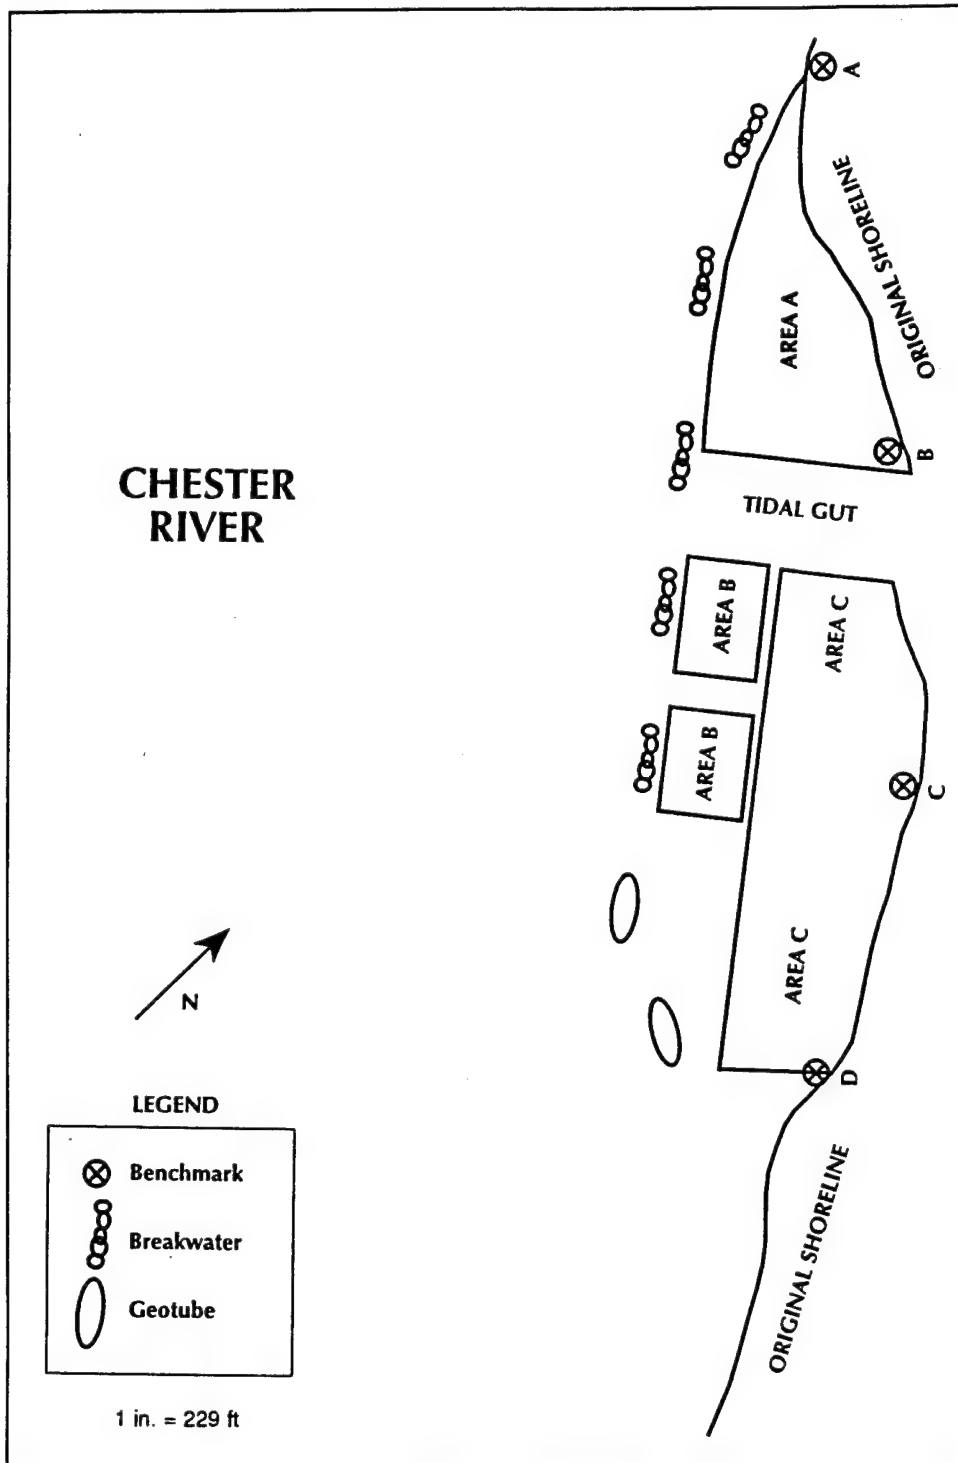 A
ORIGINAL SHORELINE
AREA A
B
CHESTER
RIVER
TIDAL GUT
AREA B
AREA C
AREA B
C
AREA C
N
D
LEGEND
Benchmark
Breakwater
Geotube
ORIGINAL SHORELINE
1 in. = 229 ft